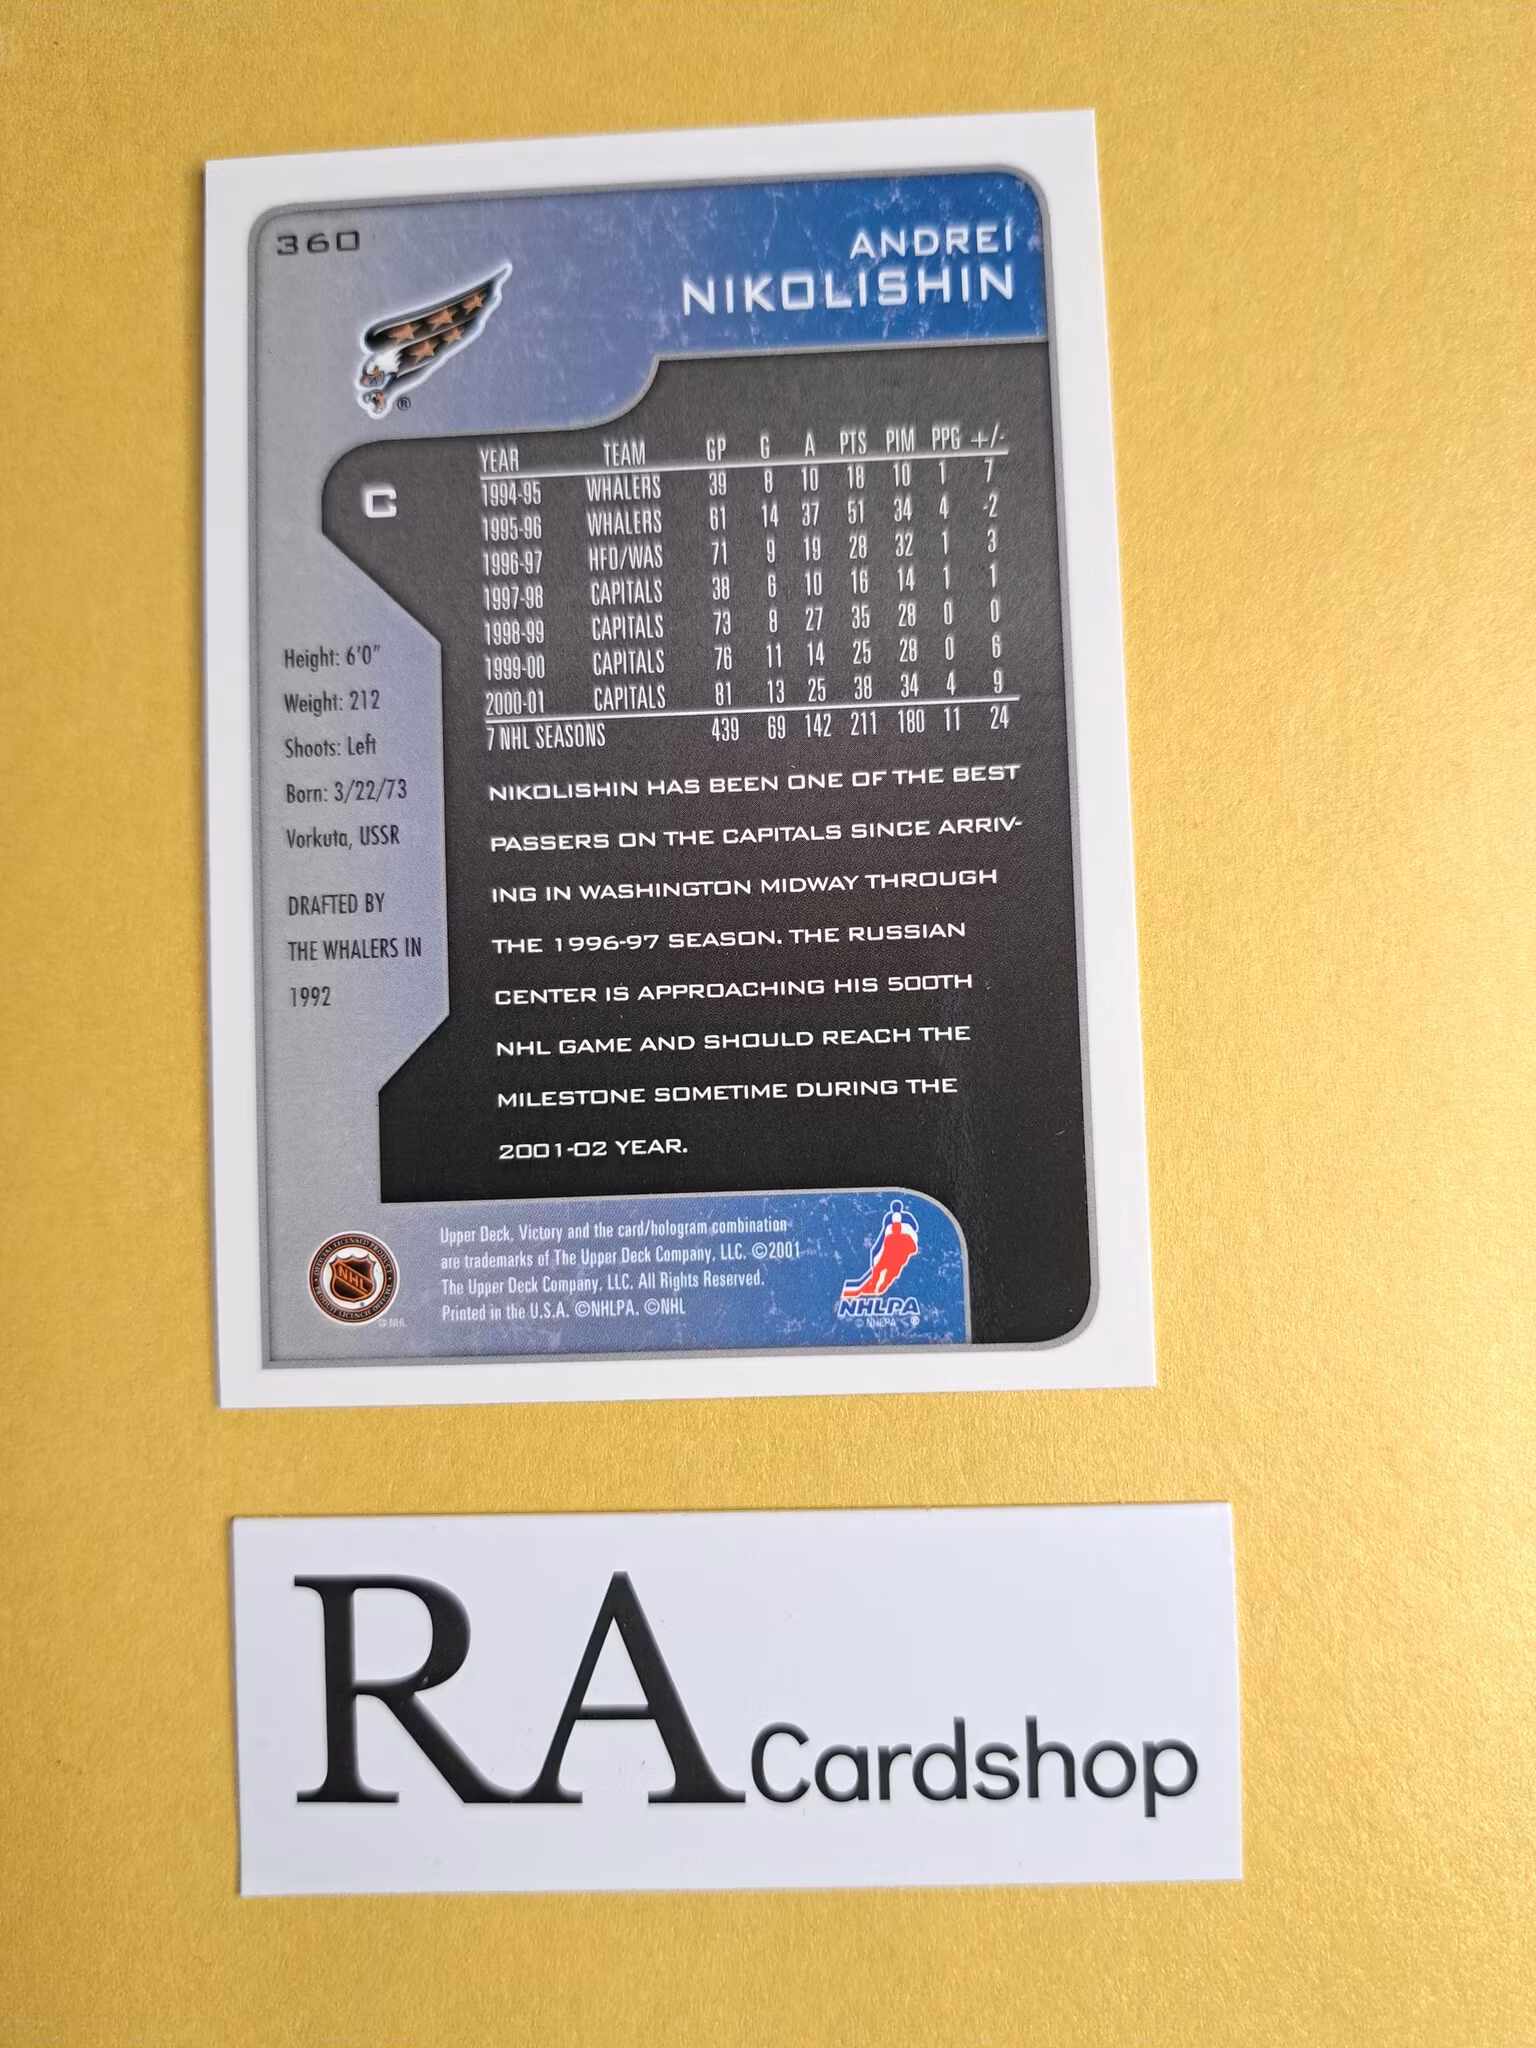 360
ANDREI
NIKOLISHIN
®
C
YEAR TEAM GP G A PTS PIM PPG +/-
1994-95 WHALERS 39 8 10 18 10 1 7
1995-96 WHALERS 61 14 37 51 34 4 -2
1996-97 HFD/WAS 71 9 19 28 32 1 3
1997-98 CAPITALS 38 6 10 16 14 1 1
1998-99 CAPITALS 73 8 27 35 28 0 0
1999-00 CAPITALS 76 11 14 25 28 0 6
2000-01 CAPITALS 81 13 25 38 34 4 9
7 NHL SEASONS 439 69 142 211 180 11 24
Height: 6'0"
Weight: 212
Shoots: Left
Born: 3/22/73
Vorkuta, USSR
DRAFTED BY
THE WHALERS IN
1992
NIKOLISHIN HAS BEEN ONE OF THE BEST
PASSERS ON THE CAPITALS SINCE ARRIV-
ING IN WASHINGTON MIDWAY THROUGH
THE 1996-97 SEASON. THE RUSSIAN
CENTER IS APPROACHING HIS 500TH
NHL GAME AND SHOULD REACH THE
MILESTONE SOMETIME DURING THE
2001-02 YEAR.
NHL
© NHL
Upper Deck, Victory and the card/hologram combination
are trademarks of The Upper Deck Company, LLC. ©2001
The Upper Deck Company, LLC. All Rights Reserved.
Printed in the U.S.A. ©NHLPA. ©NHL
NHLPA
© NHLPA ®
RA Cardshop